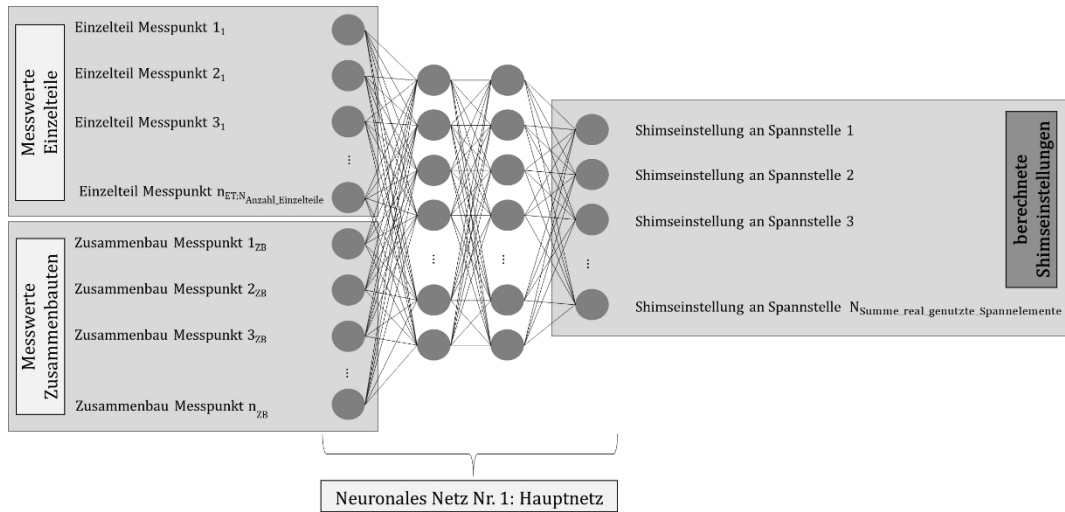 Messwerte
Einzelteile
Einzelteil Messpunkt 1₁
Einzelteil Messpunkt 2₁
Einzelteil Messpunkt 3₁
...
Einzelteil Messpunkt n_ET;N_Anzahl_Einzelteile
Messwerte
Zusammenbauten
Zusammenbau Messpunkt 1_ZB
Zusammenbau Messpunkt 2_ZB
Zusammenbau Messpunkt 3_ZB
...
Zusammenbau Messpunkt n_ZB
...
...
Shimseinstellung an Spannstelle 1
Shimseinstellung an Spannstelle 2
Shimseinstellung an Spannstelle 3
...
Shimseinstellung an Spannstelle N_Summe_real_genutzte_Spannelemente
berechnete
Shimseinstellungen
Neuronales Netz Nr. 1: Hauptnetz